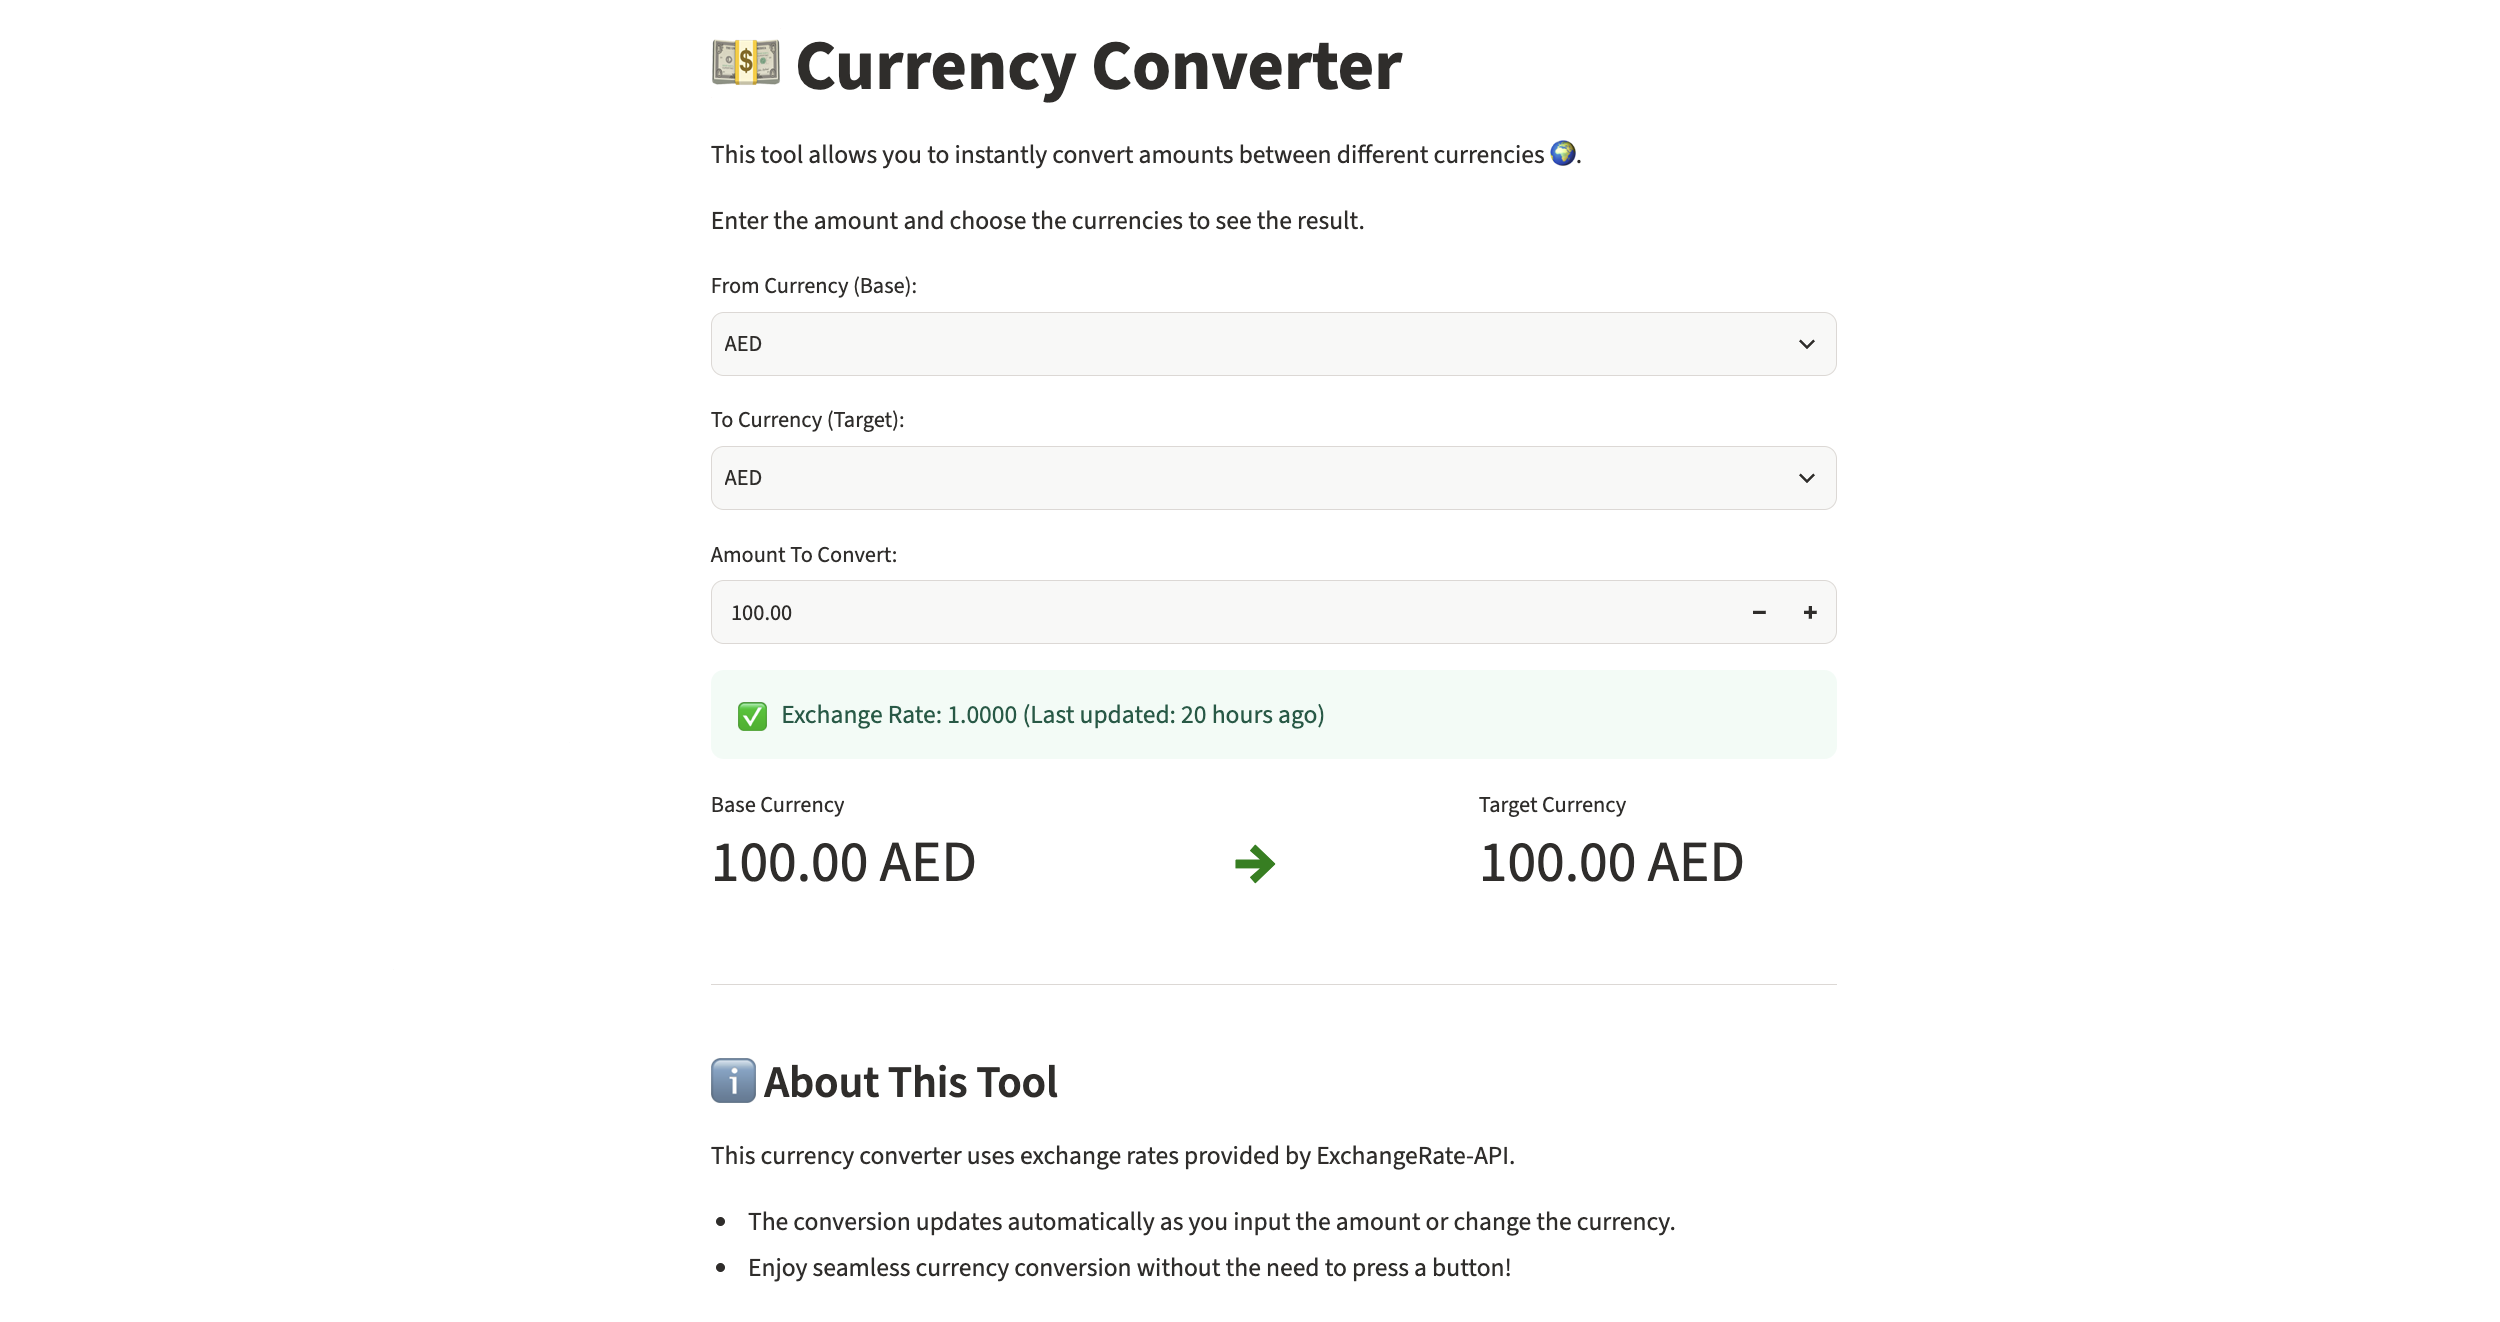 Currency Converter
This tool allows you to instantly convert amounts between different currencies 🌍.
Enter the amount and choose the currencies to see the result.
From Currency (Base):
AED
To Currency (Target):
AED
Amount To Convert:
100.00
Exchange Rate: 1.0000 (Last updated: 20 hours ago)
Base Currency
100.00 AED
Target Currency
100.00 AED
About This Tool
This currency converter uses exchange rates provided by ExchangeRate-API.
• The conversion updates automatically as you input the amount or change the currency.
• Enjoy seamless currency conversion without the need to press a button!